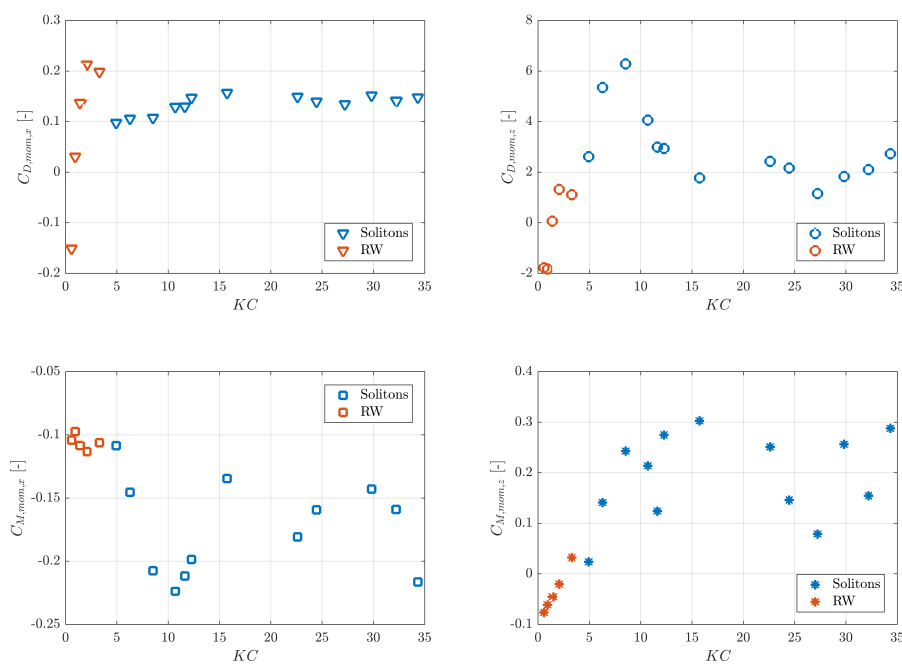 0.3
0.2
0.1
0
-0.1
-0.2
C_{D,mom,x} [-]
Solitons
RW
0 5 10 15 20 25 30 35
KC
8
6
4
2
0
-2
C_{D,mom,z} [-]
Solitons
RW
0 5 10 15 20 25 30 35
KC
-0.05
-0.1
-0.15
-0.2
-0.25
C_{M,mom,x} [-]
Solitons
RW
0 5 10 15 20 25 30 35
KC
0.4
0.3
0.2
0.1
0
-0.1
C_{M,mom,z} [-]
Solitons
RW
0 5 10 15 20 25 30 35
KC